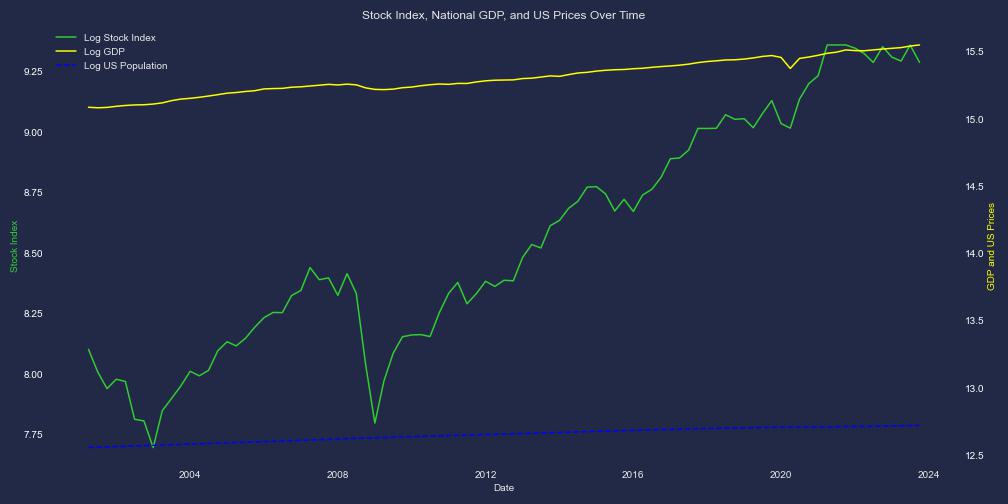 Stock Index, National GDP, and US Prices Over Time
Log Stock Index
Log GDP
Log US Population
9.25
9.00
8.75
8.50
8.25
8.00
7.75
Stock Index
15.5
15.0
14.5
14.0
13.5
13.0
12.5
GDP and US Prices
2004
2008
2012
2016
2020
2024
Date